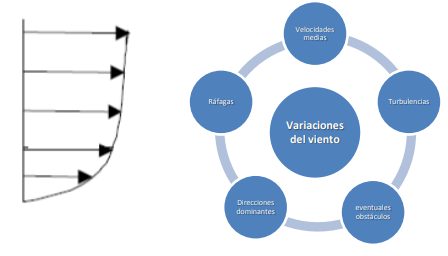 Velocidades
medias
Ráfagas
Turbulencias
Variaciones
del viento
Direcciones
dominantes
eventuales
obstáculos